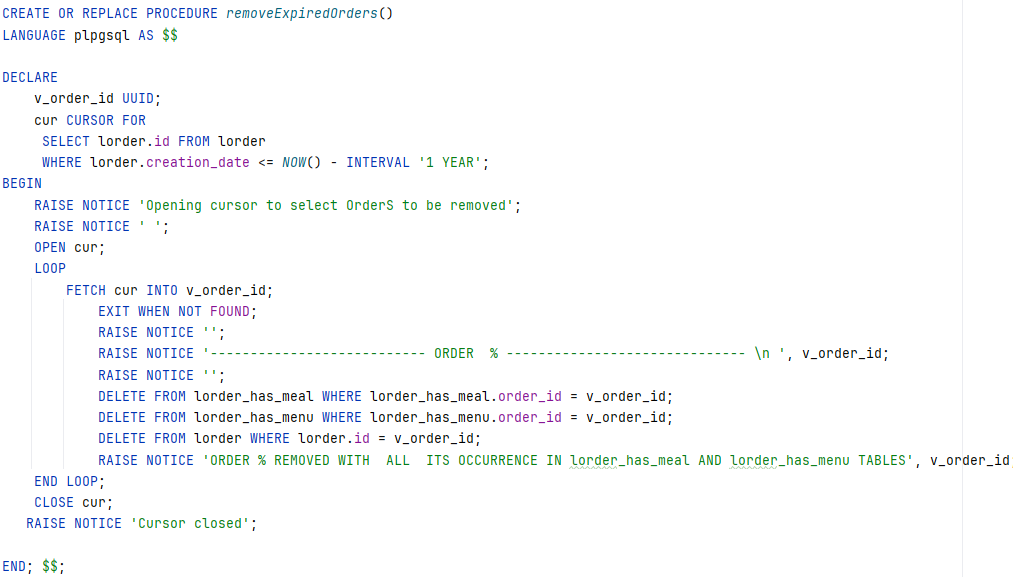 CREATE OR REPLACE PROCEDURE removeExpiredOrders()
LANGUAGE plpgsql AS $$
DECLARE
    v_order_id UUID;
    cur CURSOR FOR
     SELECT lorder.id FROM lorder
     WHERE lorder.creation_date <= NOW() - INTERVAL '1 YEAR';
BEGIN
    RAISE NOTICE 'Opening cursor to select OrderS to be removed';
    RAISE NOTICE ' ';
    OPEN cur;
    LOOP
        FETCH cur INTO v_order_id;
            EXIT WHEN NOT FOUND;
            RAISE NOTICE '';
            RAISE NOTICE '--------------------------- ORDER  % ------------------------------ \n ', v_order_id;
            RAISE NOTICE '';
            DELETE FROM lorder_has_meal WHERE lorder_has_meal.order_id = v_order_id;
            DELETE FROM lorder_has_menu WHERE lorder_has_menu.order_id = v_order_id;
            DELETE FROM lorder WHERE lorder.id = v_order_id;
            RAISE NOTICE 'ORDER % REMOVED WITH  ALL  ITS OCCURRENCE IN lorder_has_meal AND lorder_has_menu TABLES', v_order_id
    END LOOP;
    CLOSE cur;
   RAISE NOTICE 'Cursor closed';
END; $$;